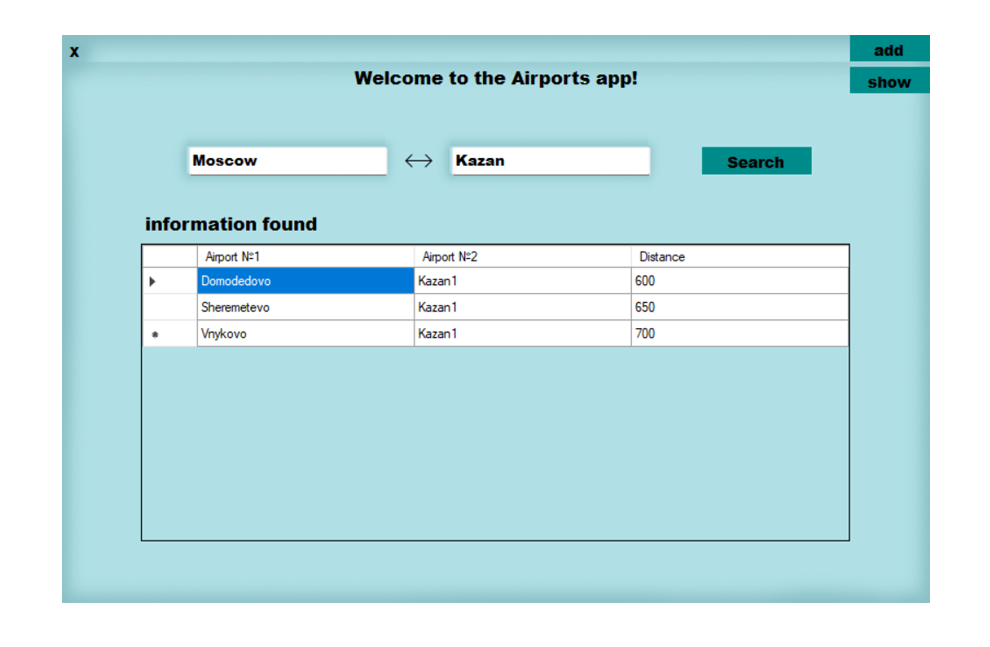 x add
Welcome to the Airports app!
show
Moscow ↔ Kazan Search
information found
Airport №1 Airport №2 Distance
Domodedovo Kazan1 600
Sheremetevo Kazan1 650
Vnykovo Kazan1 700